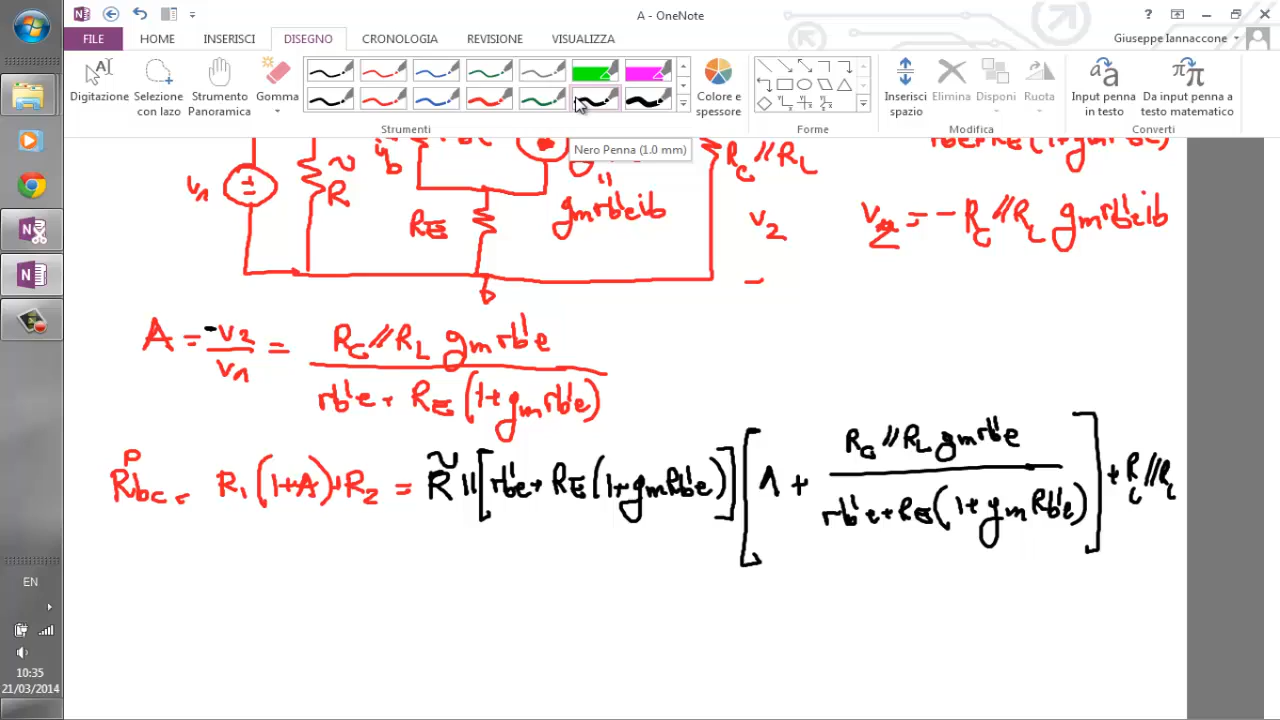 A - OneNote
FILE HOME INSERISCI DISEGNO CRONOLOGIA REVISIONE VISUALIZZA Giuseppe Iannaccone
Digitazione Selezione con lazo Strumento Panoramica Gomma Colore e spessore Inserisci spazio Elimina Disponi Ruota Input penna in testo Da input penna a testo matematico
Strumenti Forme Modifica Converti
Nero Penna (1.0 mm)
ib RC//RL
v1 R̃ RE gmrb'eib v2 v2 = - RC//RL gmrb'eib
A = -v2/v1 = RC//RL gmrb'e / rb'e + RE (1+gmrb'e)
Rbc^P = R1(1+A)+R2 = R̃ || [rb'e + RE(1+gmRb'e)] [1 + RC//RL gmrb'e / rb'e+RE(1+gmRb'e)] + RC//RL
EN
10:35
21/03/2014